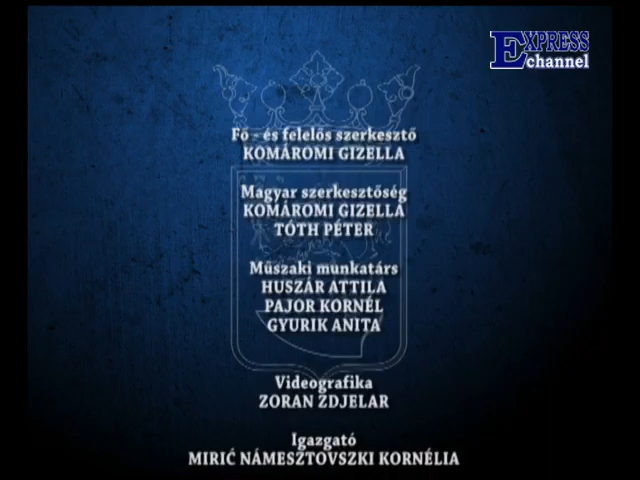 EXPRESS
channel
Fő - és felelős szerkesztő
KOMÁROMI GIZELLA
Magyar szerkesztőség
KOMÁROMI GIZELLA
TÓTH PÉTER
Műszaki munkatárs
HUSZÁR ATTILA
PAJOR KORNÉL
GYURIK ANITA
Videografika
ZORAN ZDJELAR
Igazgató
MIRIĆ NÁMESZTOVSZKI KORNÉLIA